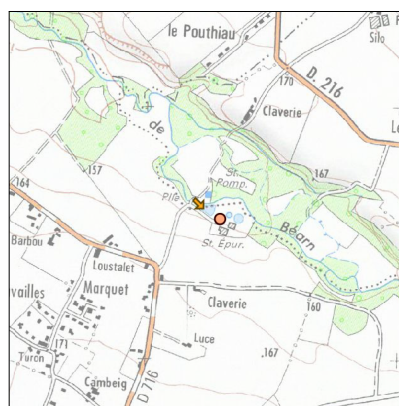 le Pouthiau
Silo
D. 216
170
Claverie
de
157
167
St.
Pomp.
164
Pile
Béarn
St. Epur.
Barbau
Loustalet
Claverie
160
vailles
Marquet
Luce
171
.167
Turon
Cambeig
D 716